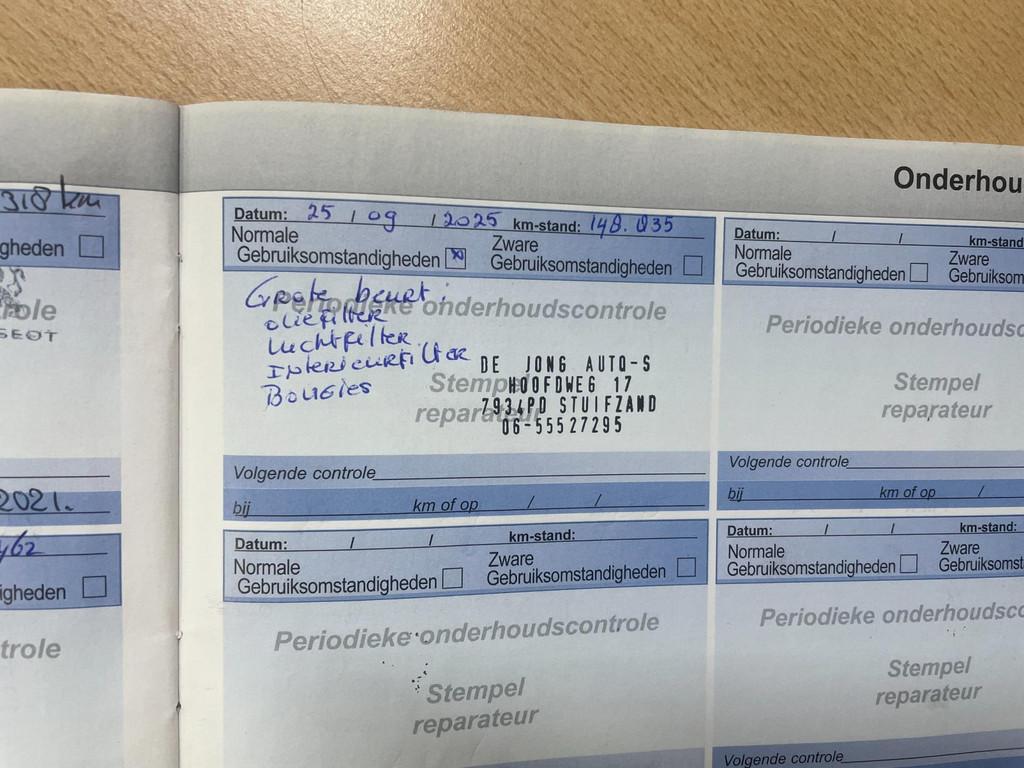 Onderhou
318 km
gheden
trole
GEOT
2021.
462
igheden
trole
Datum: 25 / 09 / 2025 km-stand: 148.035
Normale Gebruiksomstandigheden
Zware Gebruiksomstandigheden
Periodieke onderhoudscontrole
Grote beurt:
oliefilter
Luchtfilter
Interieurfilter
Bougies
Stempel
reparateur
DE JONG AUTO-S
HOOFDWEG 17
7934PD STUIFZAND
06-55527295
Volgende controle
bij km of op / /
Datum: / / km-stand
Normale Gebruiksomstandigheden
Zware Gebruiksom
Periodieke onderhoudsc
Stempel
reparateur
Volgende controle
bij km of op /
Datum: / / km-stand:
Normale Gebruiksomstandigheden
Zware Gebruiksomstandigheden
Periodieke onderhoudscontrole
Stempel
reparateur
Datum: / / km-stand:
Normale Gebruiksomstandigheden
Zware Gebruiksomst
Periodieke onderhoudsc
Stempel
reparateur
Volgende controle